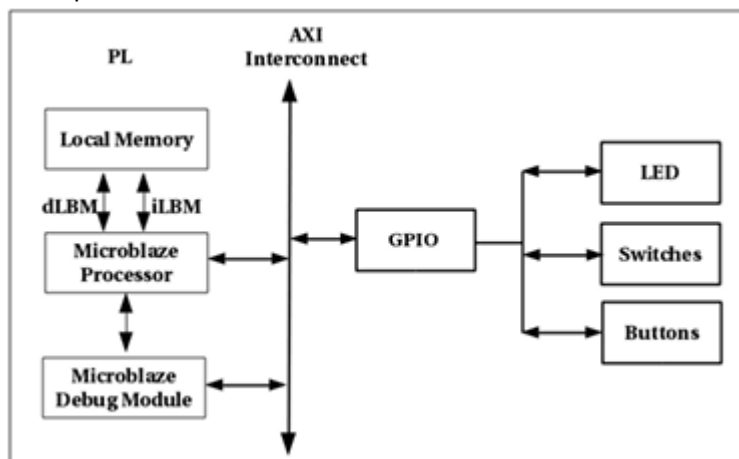 PL
AXI
Interconnect
Local Memory
dLBM
iLBM
Microblaze
Processor
Microblaze
Debug Module
GPIO
LED
Switches
Buttons